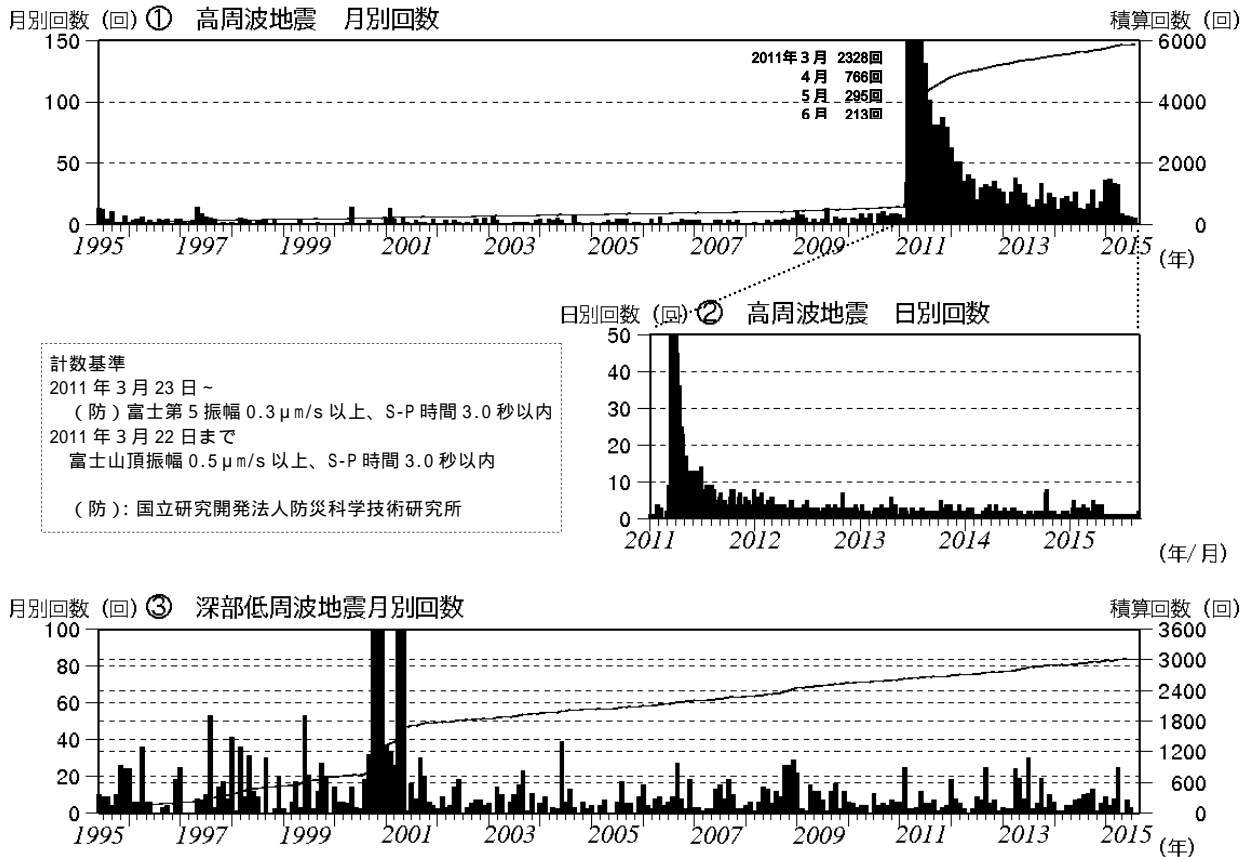 月別回数（回）① 高周波地震 月別回数 積算回数（回）
150 6000
2011年３月 2328回
４月 766回
100 5月 295回 4000
６月 213回
50 2000
0 0
1995 1997 1999 2001 2003 2005 2007 2009 2011 2013 2015
（年）
日別回数（回）② 高周波地震 日別回数
50
40
30
20
10
0
2011 2012 2013 2014 2015
（年/月）
計数基準
2011年３月23日～
（防）富士第５振幅0.3μm/s以上、S-P時間3.0秒以内
2011年３月22日まで
富士山頂振幅0.5μm/s以上、S-P時間3.0秒以内
（防）：国立研究開発法人防災科学技術研究所
月別回数（回）③ 深部低周波地震月別回数 積算回数（回）
100 3600
80 3000
60 2400
1800
40 1200
20 600
0 0
1995 1997 1999 2001 2003 2005 2007 2009 2011 2013 2015
（年）